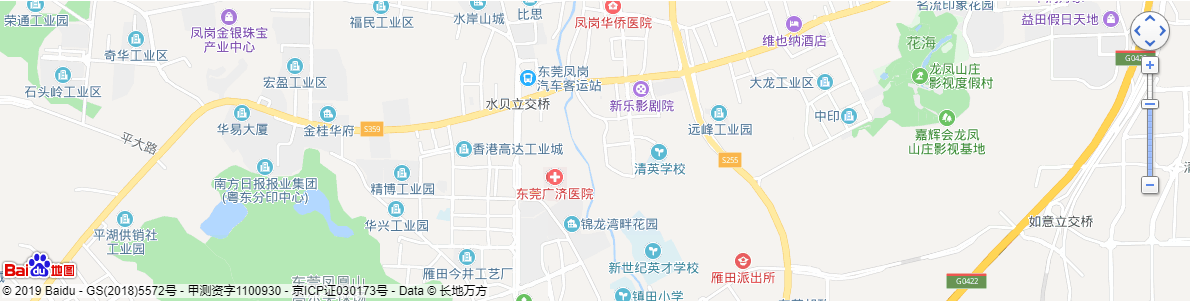 荣通工业园
福民工业区
水岸山城
比思
凤岗华侨医院
名流印象花园
益田假日天地
凤岗金银珠宝
产业中心
奇华工业区
维也纳酒店
花海
G0422
东莞凤岗
汽车客运站
龙凤山庄
影视度假村
石头岭工业区
宏盈工业区
大龙工业区
新乐影剧院
水贝立交桥
华易大厦
金桂华府
S359
远峰工业园
中印
嘉辉会龙凤
山庄影视基地
平大路
香港高达工业城
清英学校
S255
南方日报报业集团
(粤东分印中心)
精博工业园
东莞广济医院
华兴工业园
锦龙湾畔花园
如意立交桥
平湖供销社
工业园
雁田今井工艺厂
新世纪英才学校
雁田派出所
东莞凤凰山
G0422
镇田小学
Bai du 地图
© 2019 Baidu - GS(2018)5572号 - 甲测资字1100930 - 京ICP证030173号 - Data © 长地万方